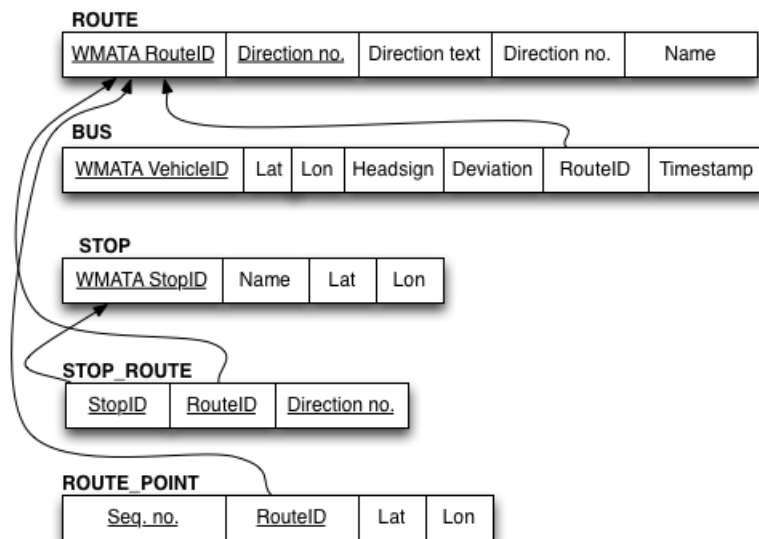 ROUTE
WMATA RouteID Direction no. Direction text Direction no. Name
BUS
WMATA VehicleID Lat Lon Headsign Deviation RouteID Timestamp
STOP
WMATA StopID Name Lat Lon
STOP_ROUTE
StopID RouteID Direction no.
ROUTE_POINT
Seq. no. RouteID Lat Lon